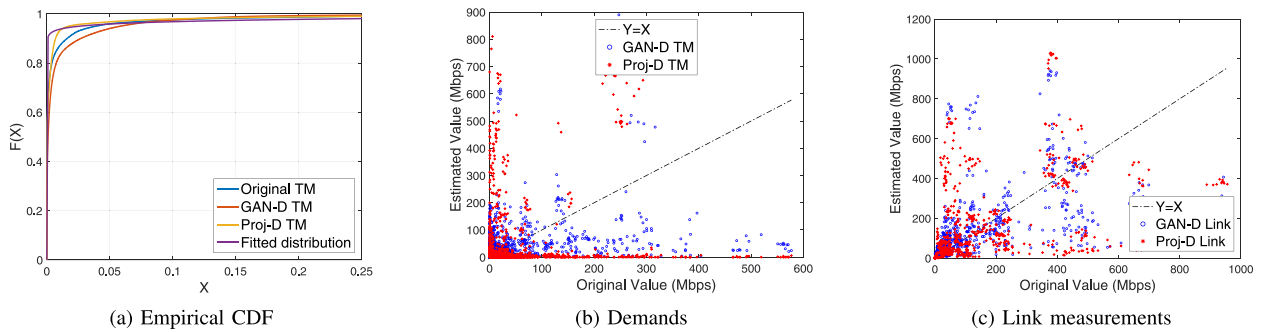 1
0.8
0.6
0.4
0.2
0
F(X)
0
0.05
0.1
0.15
0.2
0.25
X
Original TM
GAN-D TM
Proj-D TM
Fitted distribution
(a) Empirical CDF
900
800
700
600
500
400
300
200
100
0
Estimated Value (Mbps)
0
100
200
300
400
500
600
Original Value (Mbps)
Y=X
GAN-D TM
Proj-D TM
(b) Demands
1200
1000
800
600
400
200
0
Estimated Value (Mbps)
0
200
400
600
800
1000
Original Value (Mbps)
Y=X
GAN-D Link
Proj-D Link
(c) Link measurements